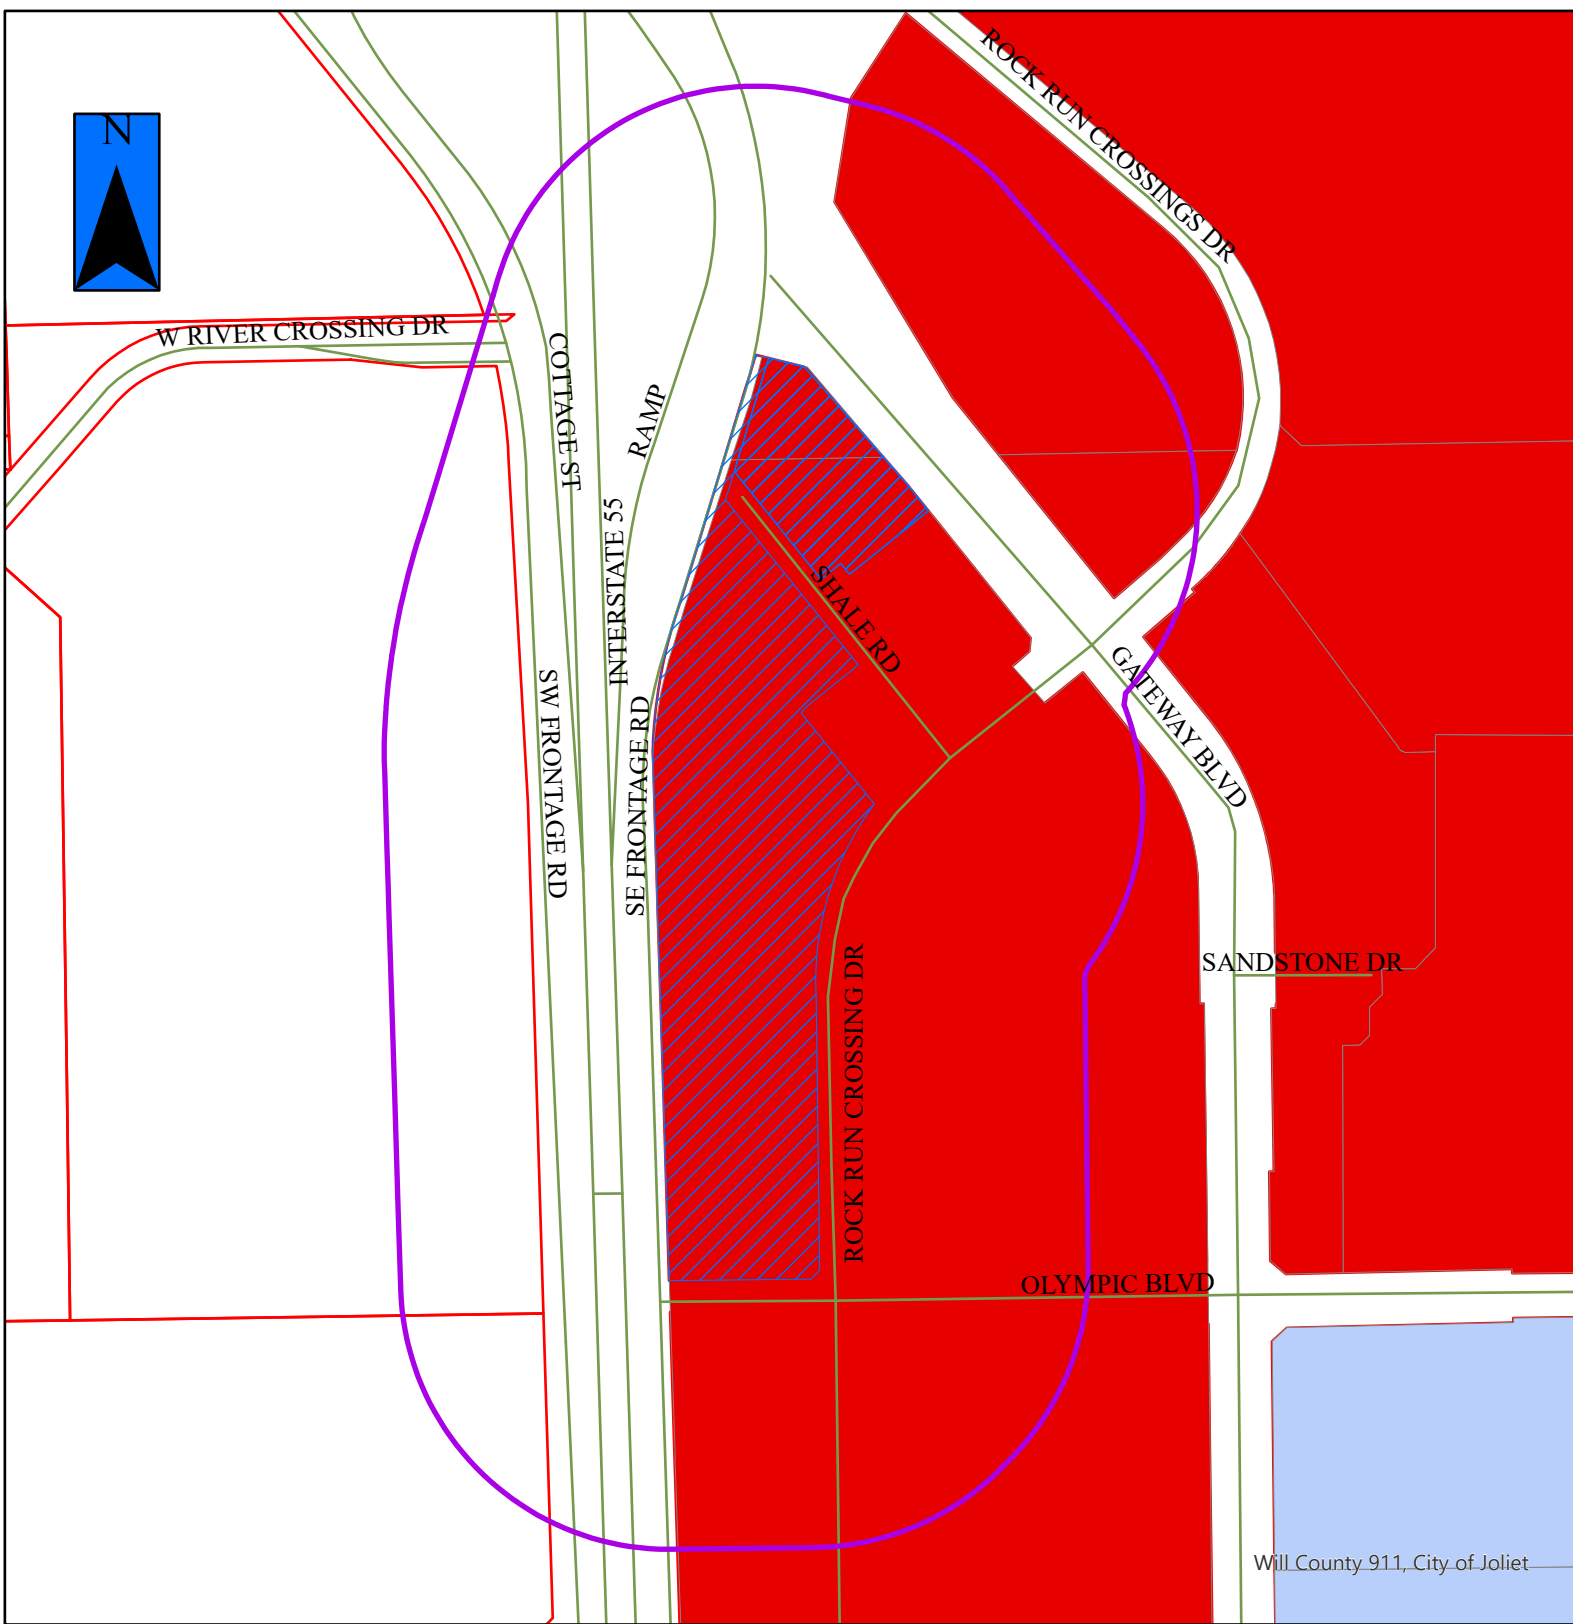 ROCK RUN CROSSINGS DR
N
W RIVER CROSSING DR
COTTAGE ST
RAMP
INTERSTATE 55
SHALE RD
SW FRONTAGE RD
SE FRONTAGE RD
GATEWAY BLVD
SANDSTONE DR
ROCK RUN CROSSING DR
OLYMPIC BLVD
Will County 911, City of Joliet